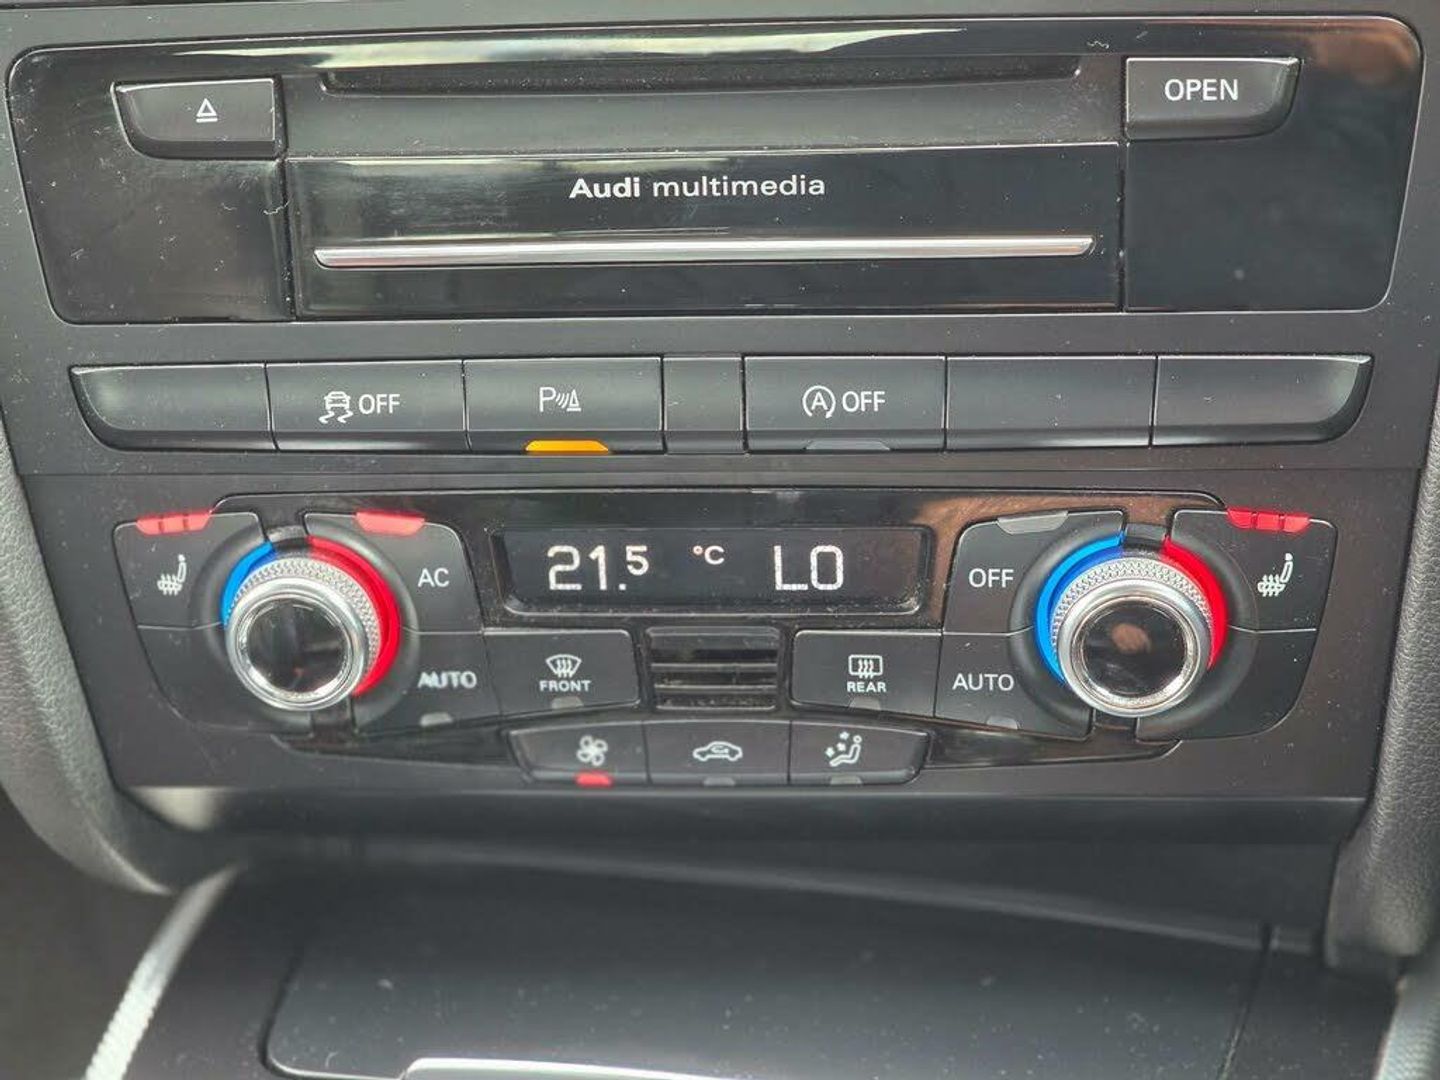 OPEN
Audi multimedia
OFF P A OFF
21.5 °C LO
AC OFF
AUTO FRONT REAR AUTO